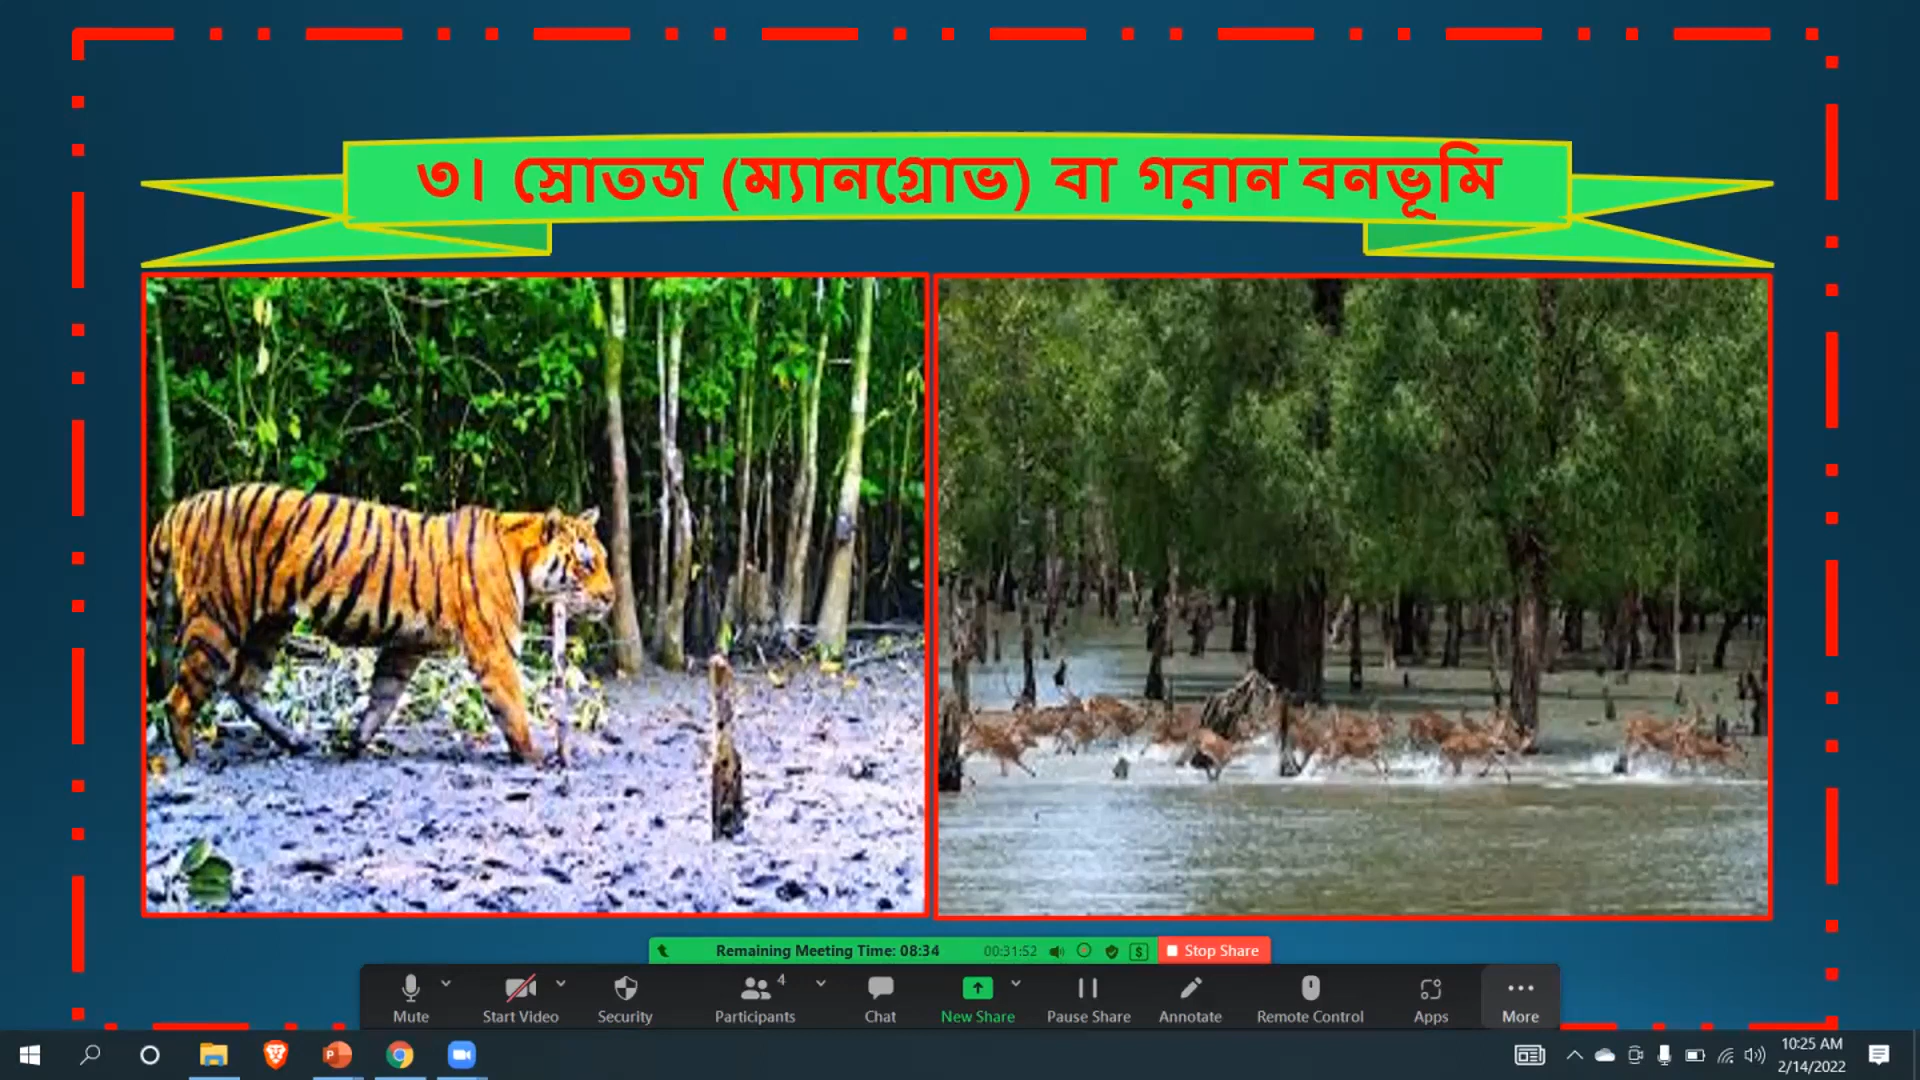 ৩। স্রোতজ (ম্যানগ্রোভ) বা গরান বনভূমি
Remaining Meeting Time: 08:34
00:31:52
Stop Share
4
Mute
Start Video
Security
Participants
Chat
New Share
Pause Share
Annotate
Remote Control
Apps
More
10:25 AM
2/14/2022